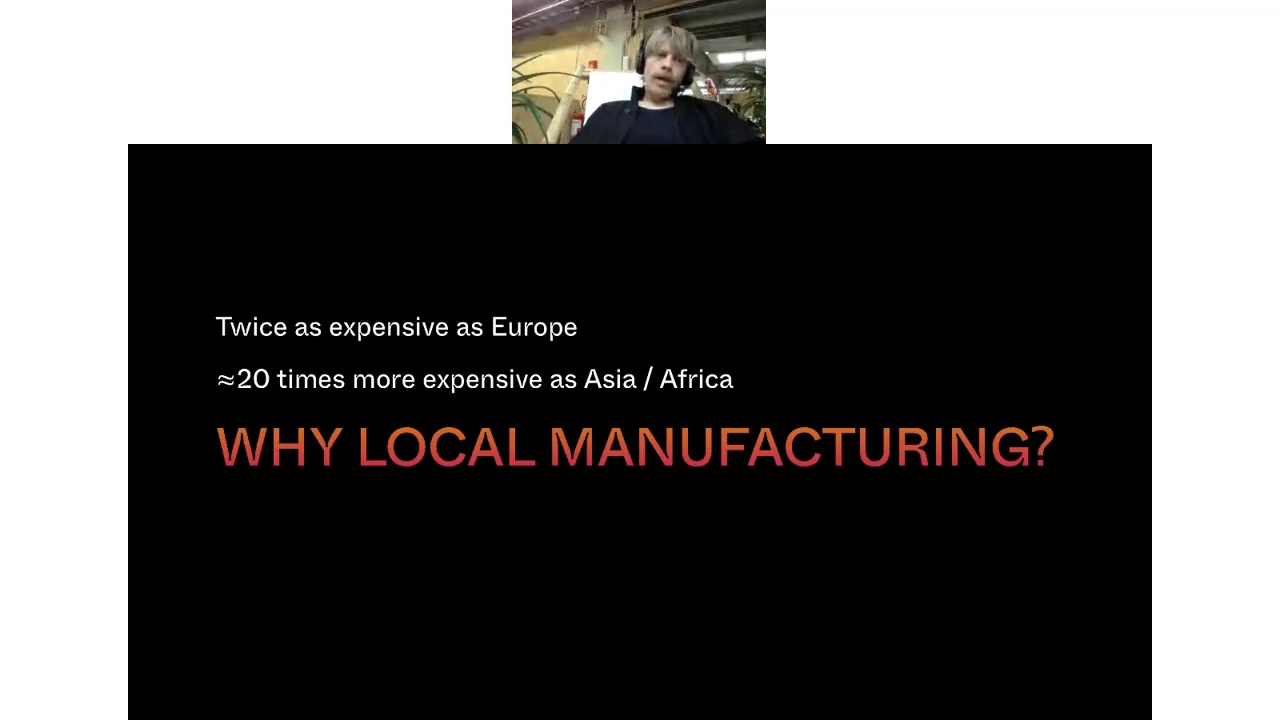 Twice as expensive as Europe
≈20 times more expensive as Asia / Africa
WHY LOCAL MANUFACTURING?